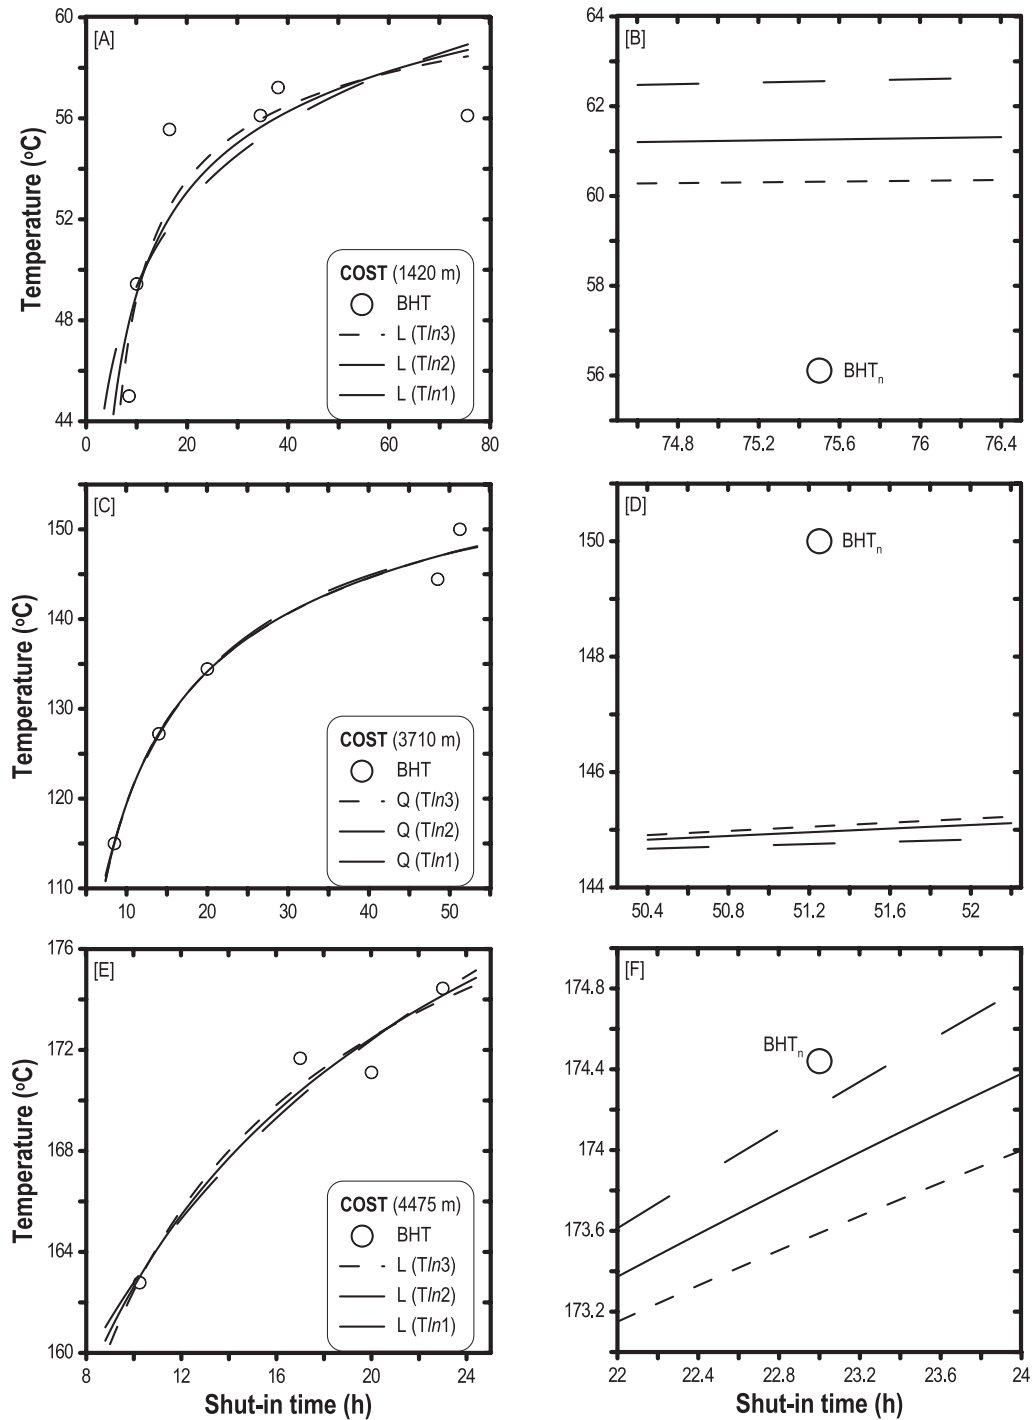 60
56
52
48
44
Temperature (°C)
[A]
COST (1420 m)
BHT
L (Tln3)
L (Tln2)
L (Tln1)
0 20 40 60 80
64
62
60
58
56
[B]
BHTn
74.8 75.2 75.6 76 76.4
150
140
130
120
110
Temperature (°C)
[C]
COST (3710 m)
BHT
Q (Tln3)
Q (Tln2)
Q (Tln1)
10 20 30 40 50
150
148
146
144
[D]
BHTn
50.4 50.8 51.2 51.6 52
176
172
168
164
160
Temperature (°C)
[E]
COST (4475 m)
BHT
L (Tln3)
L (Tln2)
L (Tln1)
8 12 16 20 24
Shut-in time (h)
174.8
174.4
174
173.6
173.2
[F]
BHTn
22 22.4 22.8 23.2 23.6 24
Shut-in time (h)